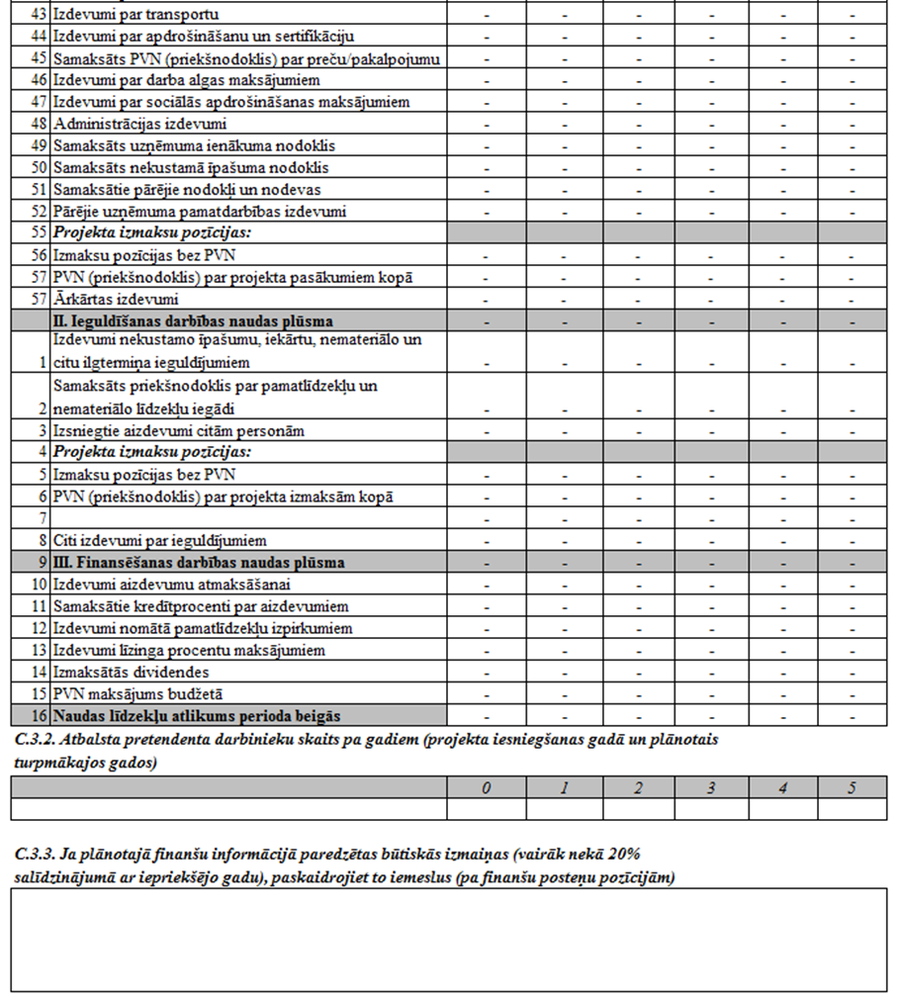 43 Izdevumi par transportu - - - - - -
44 Izdevumi par apdrošināšanu un sertifikāciju - - - - - -
45 Samaksāts PVN (priekšnodoklis) par preču/pakalpojumu - - - - - -
46 Izdevumi par darba algas maksājumiem - - - - - -
47 Izdevumi par sociālās apdrošināšanas maksājumiem - - - - - -
48 Administrācijas izdevumi - - - - - -
49 Samaksāts uzņēmuma ienākuma nodoklis - - - - - -
50 Samaksāts nekustamā īpašuma nodoklis - - - - - -
51 Samaksātie pārējie nodokļi un nodevas - - - - - -
52 Pārējie uzņēmuma pamatdarbības izdevumi - - - - - -
55 Projekta izmaksu pozīcijas:
56 Izmaksu pozīcijas bez PVN - - - - - -
57 PVN (priekšnodoklis) par projekta pasākumiem kopā - - - - - -
57 Ārkārtas izdevumi - - - - - -
II. Ieguldīšanas darbības naudas plūsma - - - - - -
Izdevumi nekustamo īpašumu, iekārtu, nemateriālo un
1 citu ilgtermiņa ieguldījumiem - - - - - -
Samaksāts priekšnodoklis par pamatlīdzekļu un
2 nemateriālo līdzekļu iegādi - - - - - -
3 Izsniegtie aizdevumi citām personām - - - - - -
4 Projekta izmaksu pozīcijas:
5 Izmaksu pozīcijas bez PVN - - - - - -
6 PVN (priekšnodoklis) par projekta izmaksām kopā - - - - - -
7 - - - - - -
8 Citi izdevumi par ieguldījumiem - - - - - -
9 III. Finansēšanas darbības naudas plūsma - - - - - -
10 Izdevumi aizdevumu atmaksāšanai - - - - - -
11 Samaksātie kredītprocenti par aizdevumiem - - - - - -
12 Izdevumi nomātā pamatlīdzekļu izpirkumiem - - - - - -
13 Izdevumi līzinga procentu maksājumiem - - - - - -
14 Izmaksātās dividendes - - - - - -
15 PVN maksājums budžetā - - - - - -
16 Naudas līdzekļu atlikums perioda beigās - - - - - -
C.3.2. Atbalsta pretendenta darbinieku skaits pa gadiem (projekta iesniegšanas gadā un plānotais
turpmākajos gados)
0 1 2 3 4 5
C.3.3. Ja plānotajā finanšu informācijā paredzētas būtiskās izmaiņas (vairāk nekā 20%
salīdzinājumā ar iepriekšējo gadu), paskaidrojiet to iemeslus (pa finanšu posteņu pozīcijām)